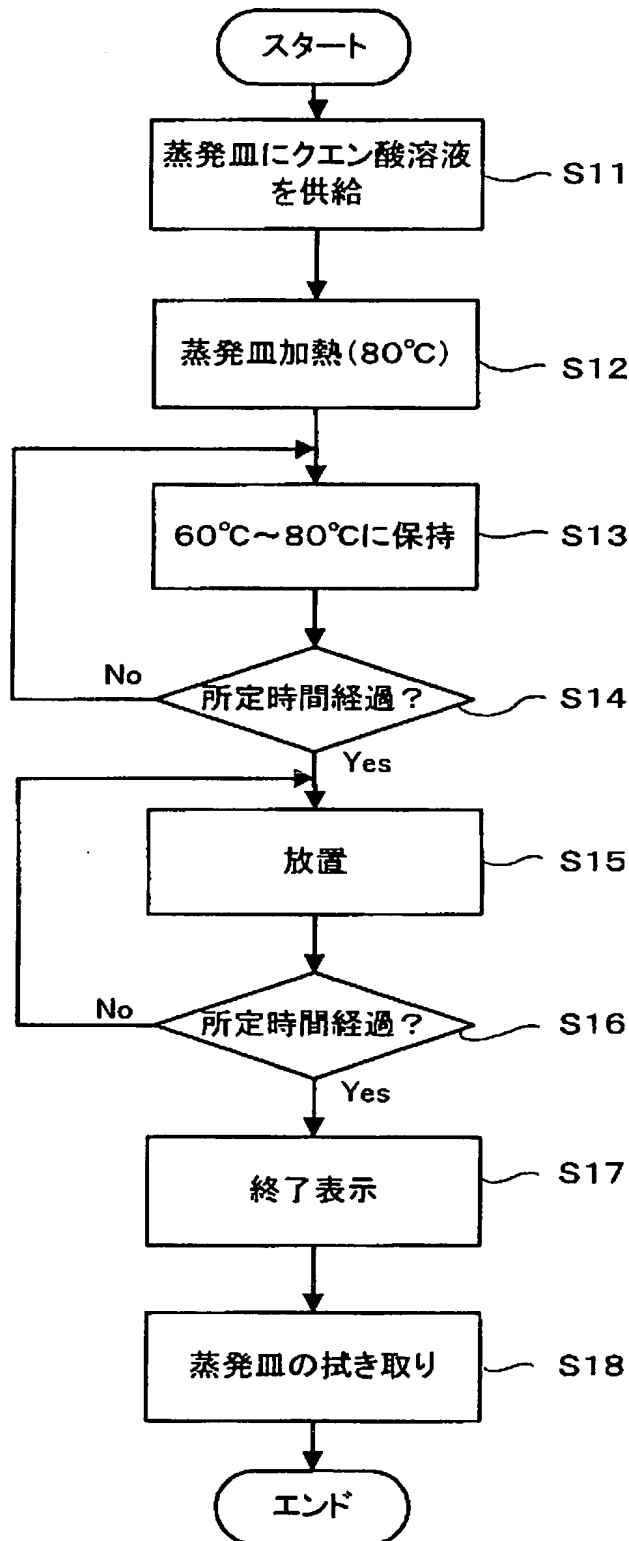 スタート
蒸発皿にクエン酸溶液
を供給
S11
蒸発皿加熱(80℃)
S12
60℃～80℃に保持
S13
所定時間経過?
S14
No
Yes
放置
S15
所定時間経過?
S16
No
Yes
終了表示
S17
蒸発皿の拭き取り
S18
エンド